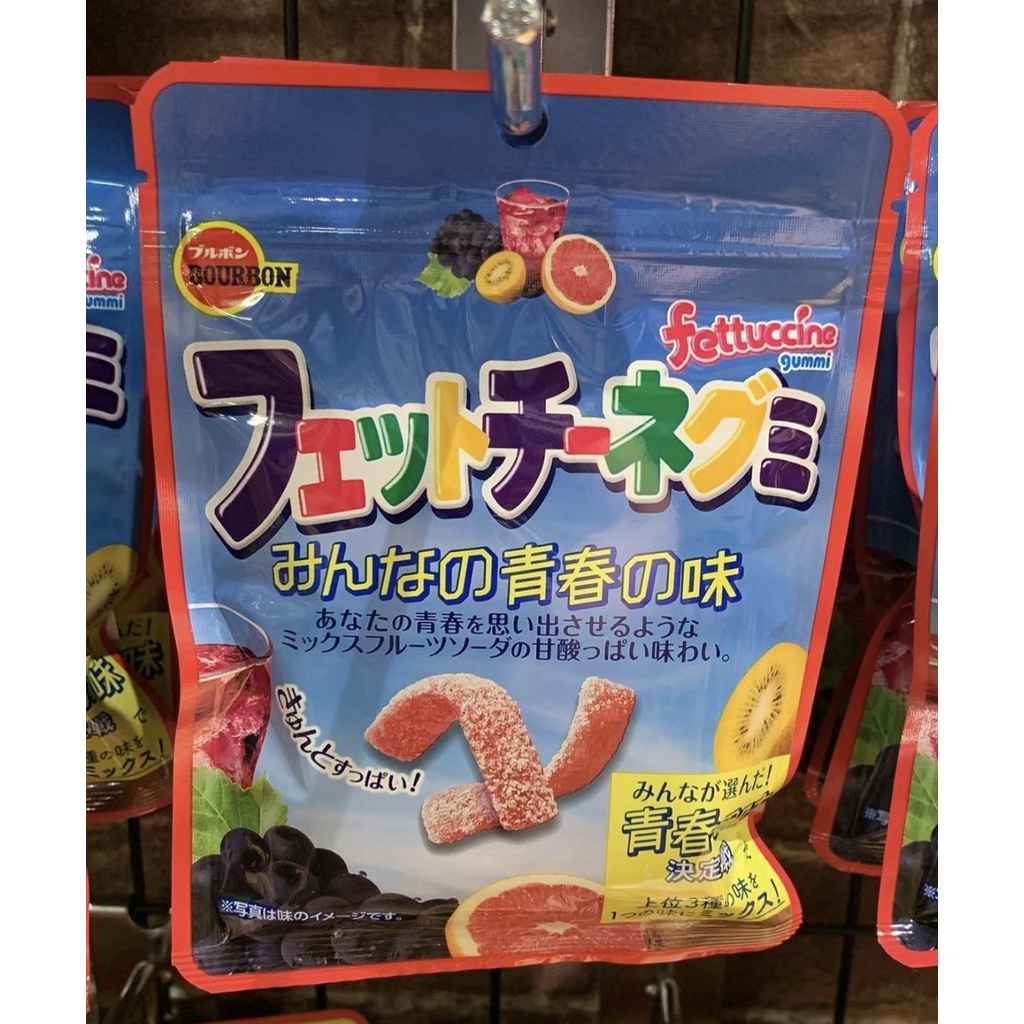 ブルボン
BOURBON
fettuccine
gummi
フェットチーネグミ
みんなの青春の味
あなたの青春を思い出させるような
ミックスフルーツソーダの甘酸っぱい味わい。
きゅんとすっぱい!
みんなが選んだ!
青春
決定戦で
上位3種の味を
1つの味にミックス!
※写真は味のイメージです。